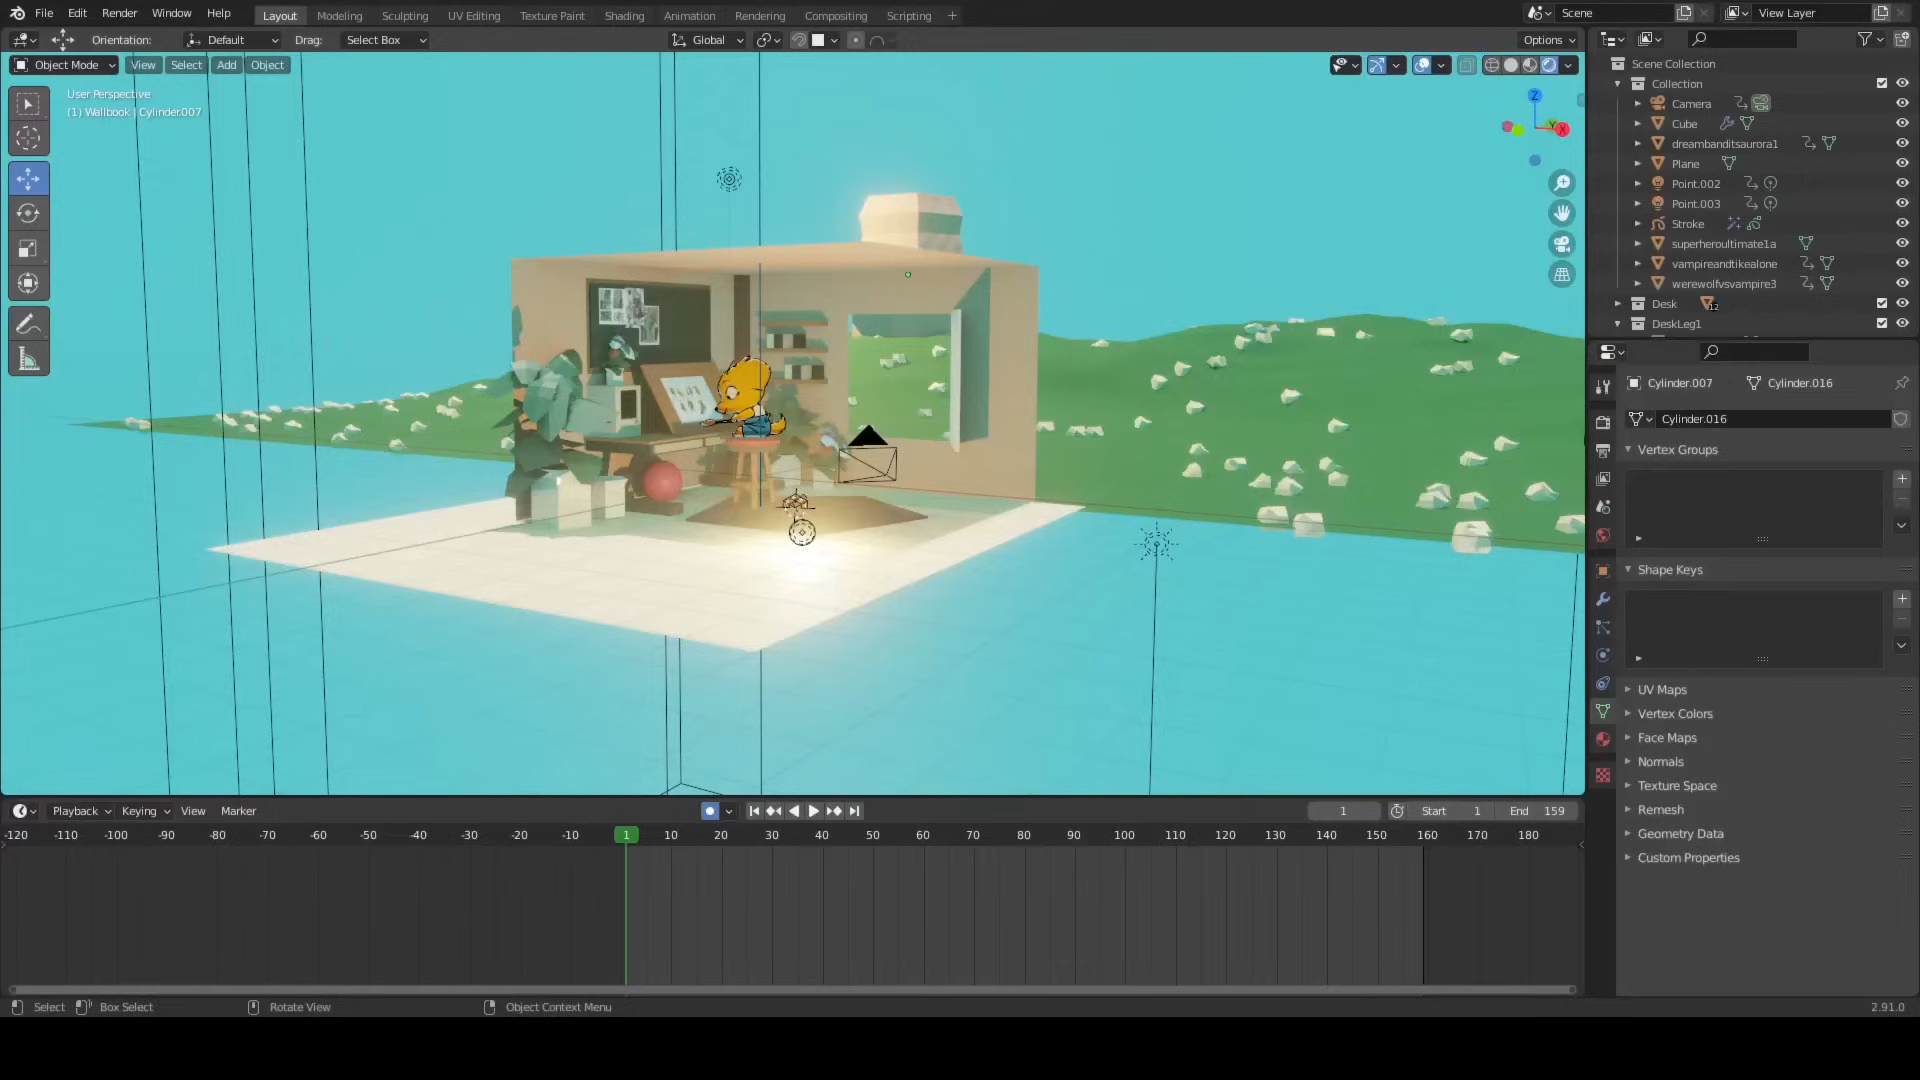 File Edit Render Window Help Layout Modeling Sculpting UV Editing Texture Paint Shading Animation Rendering Compositing Scripting + Scene View Layer
Orientation: Default Drag: Select Box Global Options
Object Mode View Select Add Object
User Perspective
(1) Wallbook | Cylinder.007
Z
Y
X
Scene Collection
Collection
Camera
Cube
dreambanditsaurora1
Plane
Point.002
Point.003
Stroke
superheroultimate1a
vampireandtikealone
werewolfvsvampire3
Desk 12
DeskLeg1
Cylinder.007 Cylinder.016
Cylinder.016
Vertex Groups
Shape Keys
UV Maps
Vertex Colors
Face Maps
Normals
Texture Space
Remesh
Geometry Data
Custom Properties
Playback Keying View Marker 1 Start 1 End 159
-120 -110 -100 -90 -80 -70 -60 -50 -40 -30 -20 -10 1 10 20 30 40 50 60 70 80 90 100 110 120 130 140 150 160 170 180
Select Box Select Rotate View Object Context Menu 2.91.0